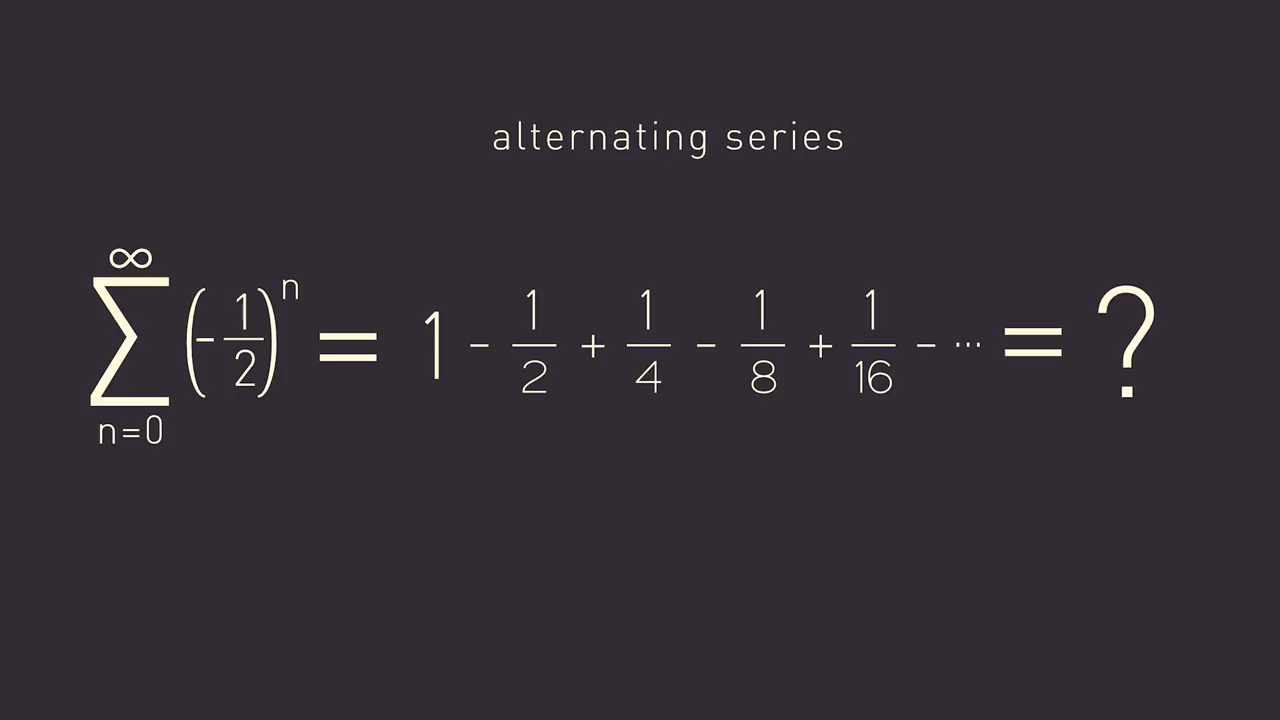 alternating series
∑_{n=0}^{∞} (-1/2)^n = 1 - 1/2 + 1/4 - 1/8 + 1/16 - ... = ?